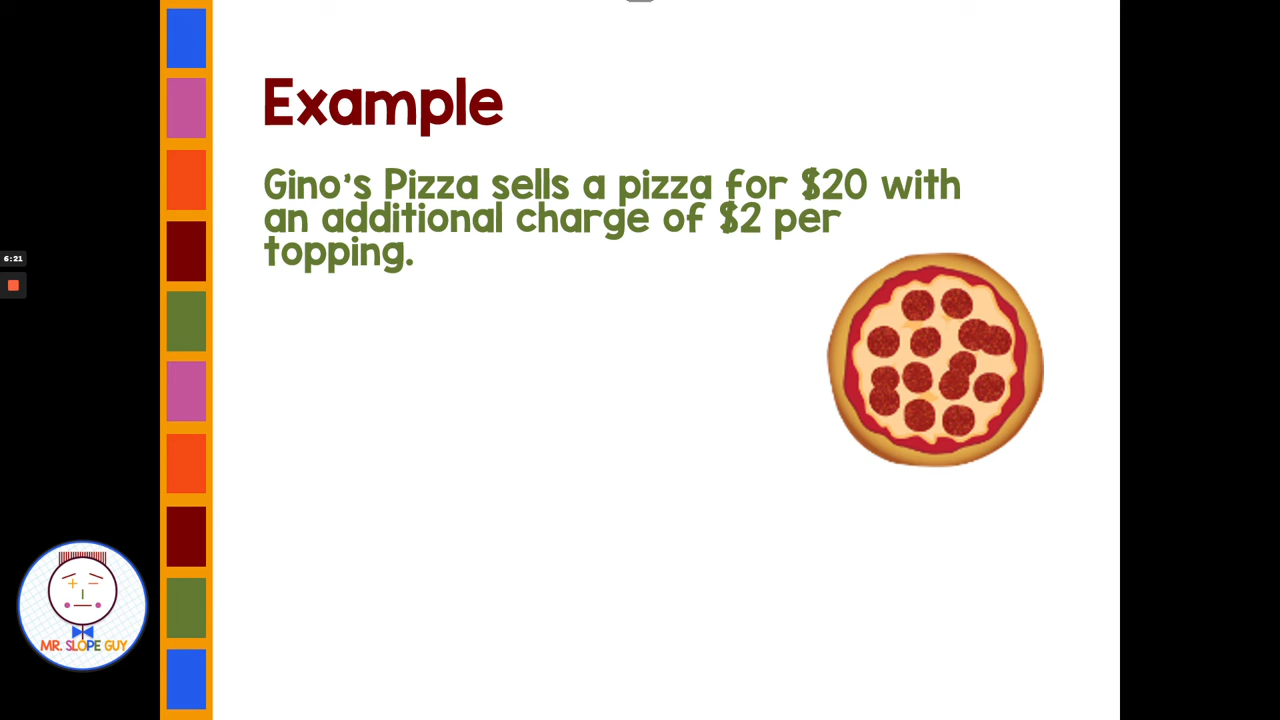 Example
Gino's Pizza sells a pizza for $20 with
an additional charge of $2 per
topping.
6:21
MR. SLOPE GUY